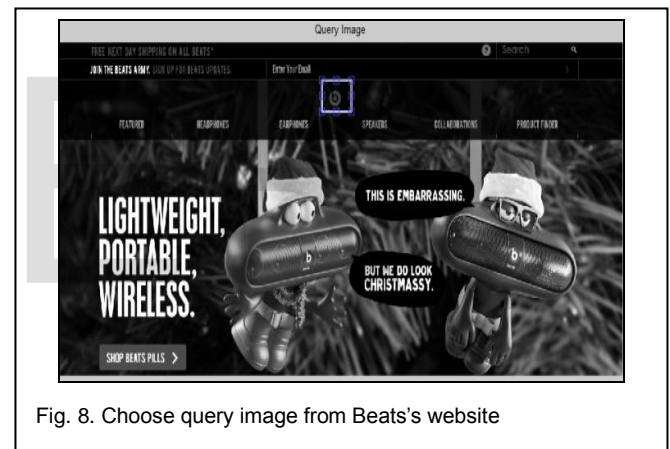 Query Image
FREE NEXT DAY SHIPPING ON ALL BEATS*
? Search
JOIN THE BEATS ARMY. SIGN UP FOR BEATS UPDATES.
Enter Your Email
FEATURED HEADPHONES EARPHONES SPEAKERS COLLABORATIONS PRODUCT FINDER
THIS IS EMBARRASSING.
LIGHTWEIGHT,
PORTABLE,
WIRELESS.
BUT WE DO LOOK
CHRISTMASSY.
SHOP BEATS PILLS >
Fig. 8. Choose query image from Beats's website